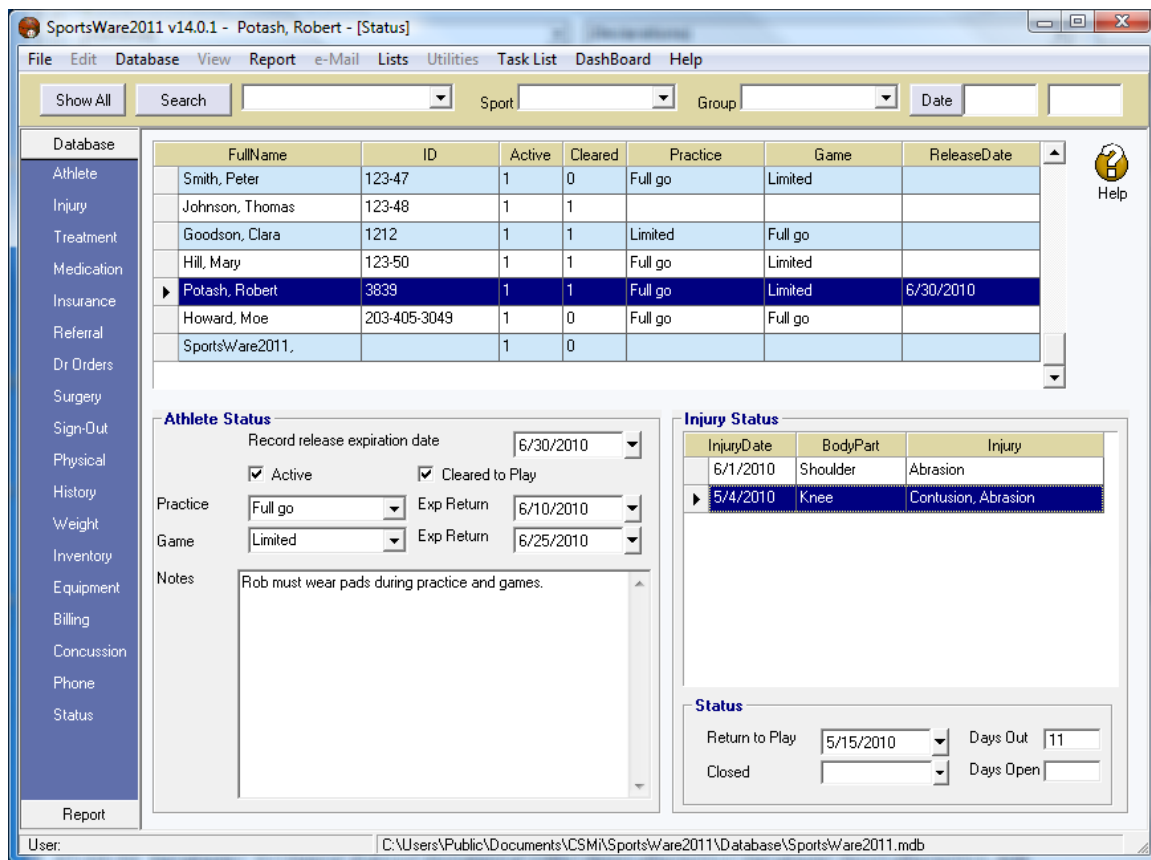 SportsWare2011 v14.0.1 - Potash, Robert - [Status]
File Edit Database View Report e-Mail Lists Utilities Task List DashBoard Help
Show All Search Sport Group Date
Database
Athlete
Injury
Treatment
Medication
Insurance
Referral
Dr Orders
Surgery
Sign-Out
Physical
History
Weight
Inventory
Equipment
Billing
Concussion
Phone
Status
Report
FullName ID Active Cleared Practice Game ReleaseDate
Smith, Peter 123-47 1 0 Full go Limited
Johnson, Thomas 123-48 1 1
Goodson, Clara 1212 1 1 Limited Full go
Hill, Mary 123-50 1 1 Full go Limited
Potash, Robert 3839 1 1 Full go Limited 6/30/2010
Howard, Moe 203-405-3049 1 0 Full go Full go
SportsWare2011, 1 0
Help
Athlete Status
Record release expiration date 6/30/2010
Active Cleared to Play
Practice Full go Exp Return 6/10/2010
Game Limited Exp Return 6/25/2010
Notes Rob must wear pads during practice and games.
Injury Status
InjuryDate BodyPart Injury
6/1/2010 Shoulder Abrasion
5/4/2010 Knee Contusion, Abrasion
Status
Return to Play 5/15/2010 Days Out 11
Closed Days Open
User: C:\Users\Public\Documents\CSMi\SportsWare2011\Database\SportsWare2011.mdb